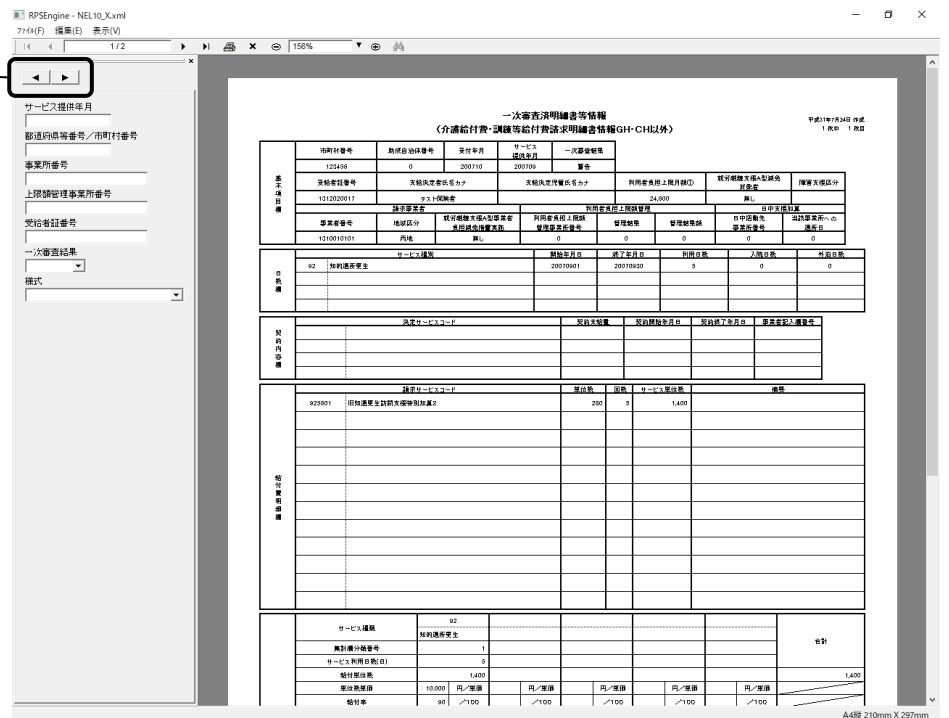 RPSEngine - NEL10_X.xml
ﾌｧｲﾙ(F) 編集(E) 表示(V)
1 / 2 156%
サービス提供年月
都道府県等番号／市町村番号
事業所番号
上限額管理事業所番号
受給者証番号
一次審査結果
様式
一次審査済明細書等情報
(介護給付費・訓練等給付費請求明細書情報GH・CH以外)
平成31年7月24日 作成
1 枚中 1 枚目
基本項目欄
市町村番号 助成自治体番号 受付年月 サービス提供年月 一次審査結果
123456 0 200710 200709 警告
受給者証番号 支給決定者氏名カナ 支給決定児童氏名カナ 利用者負担上限月額① 就労継続支援A型減免対象者 障害支援区分
1312020017 テスト保険者 24,600 無し
請求事業者 利用者負担上限額管理 日中支援加算
事業者番号 地域区分 就労継続支援A型事業者負担減免措置実施 利用者負担上限額管理事業所番号 管理結果 管理結果額 日中活動先事業所番号 当該事業所への通所日
1310010101 丙地 無し 0 0 0 0 0
日数欄
サービス種別 開始年月日 終了年月日 利用日数 入院日数 外泊日数
92 知的通所更生 20070901 20070930 5 0 0
契約内容欄
決定サービスコード 契約支給量 契約開始年月日 契約終了年月日 事業者記入欄番号
給付費明細欄
請求サービスコード 単位数 回数 サービス単位数 摘要
925801 旧知通更生訪問支援特別加算2 280 5 1,400
サービス種類 92 合計
知的通所更生
集計欄分類番号 1
サービス利用日数(日) 5
給付単位数 1,400 1,400
単位数単価 10.000 円／単価 円／単価 円／単価 円／単価 円／単価
給付率 90 ／100 ／100 ／100 ／100 ／100
A4縦 210mm X 297mm